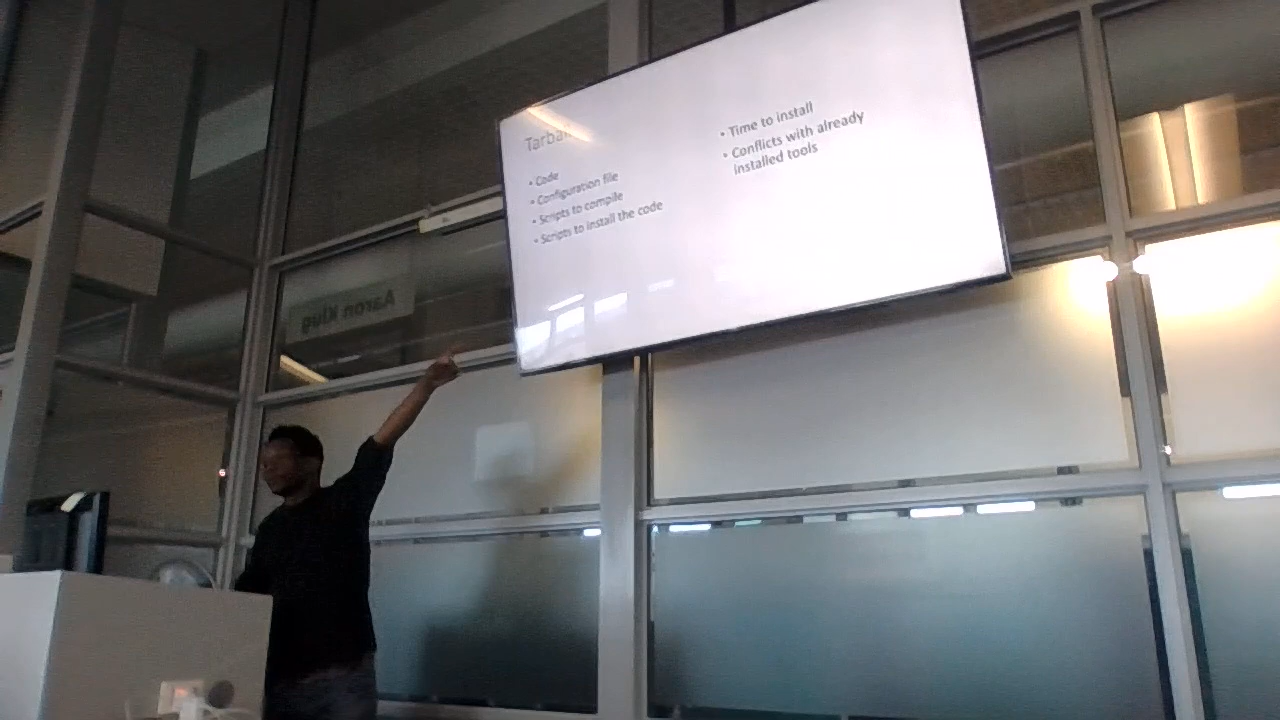 Tarball
• Code
• Configuration file
• Scripts to compile
• Scripts to install the code
• Time to install
• Conflicts with already
installed tools
Aaron Klug